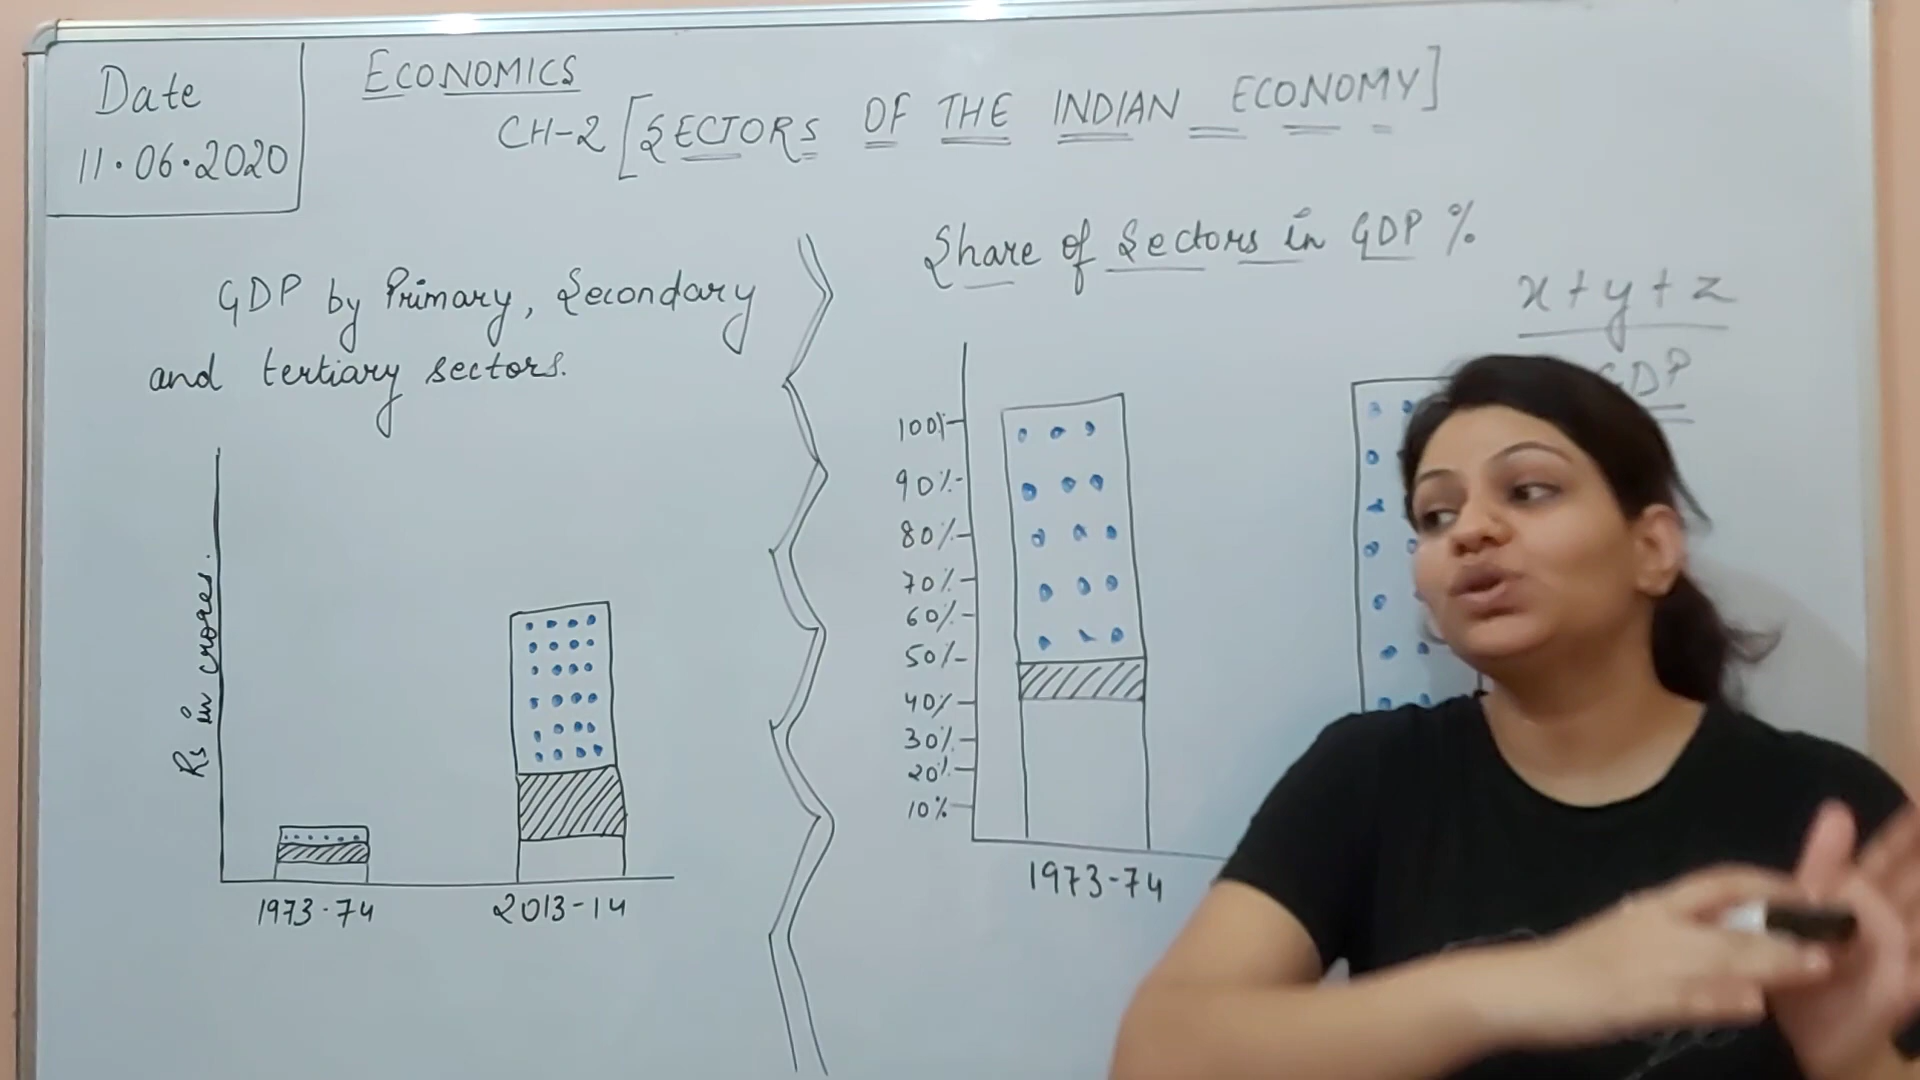 Date
11.06.2020
ECONOMICS
CH-2 [SECTORS OF THE INDIAN ECONOMY]
GDP by Primary, Secondary
and tertiary sectors.
Rs in crores.
1973-74
2013-14
Share of Sectors in GDP %
x+y+z
100%
90%
80%
70%
60%
50%
40%
30%
20%
10%
1973-74